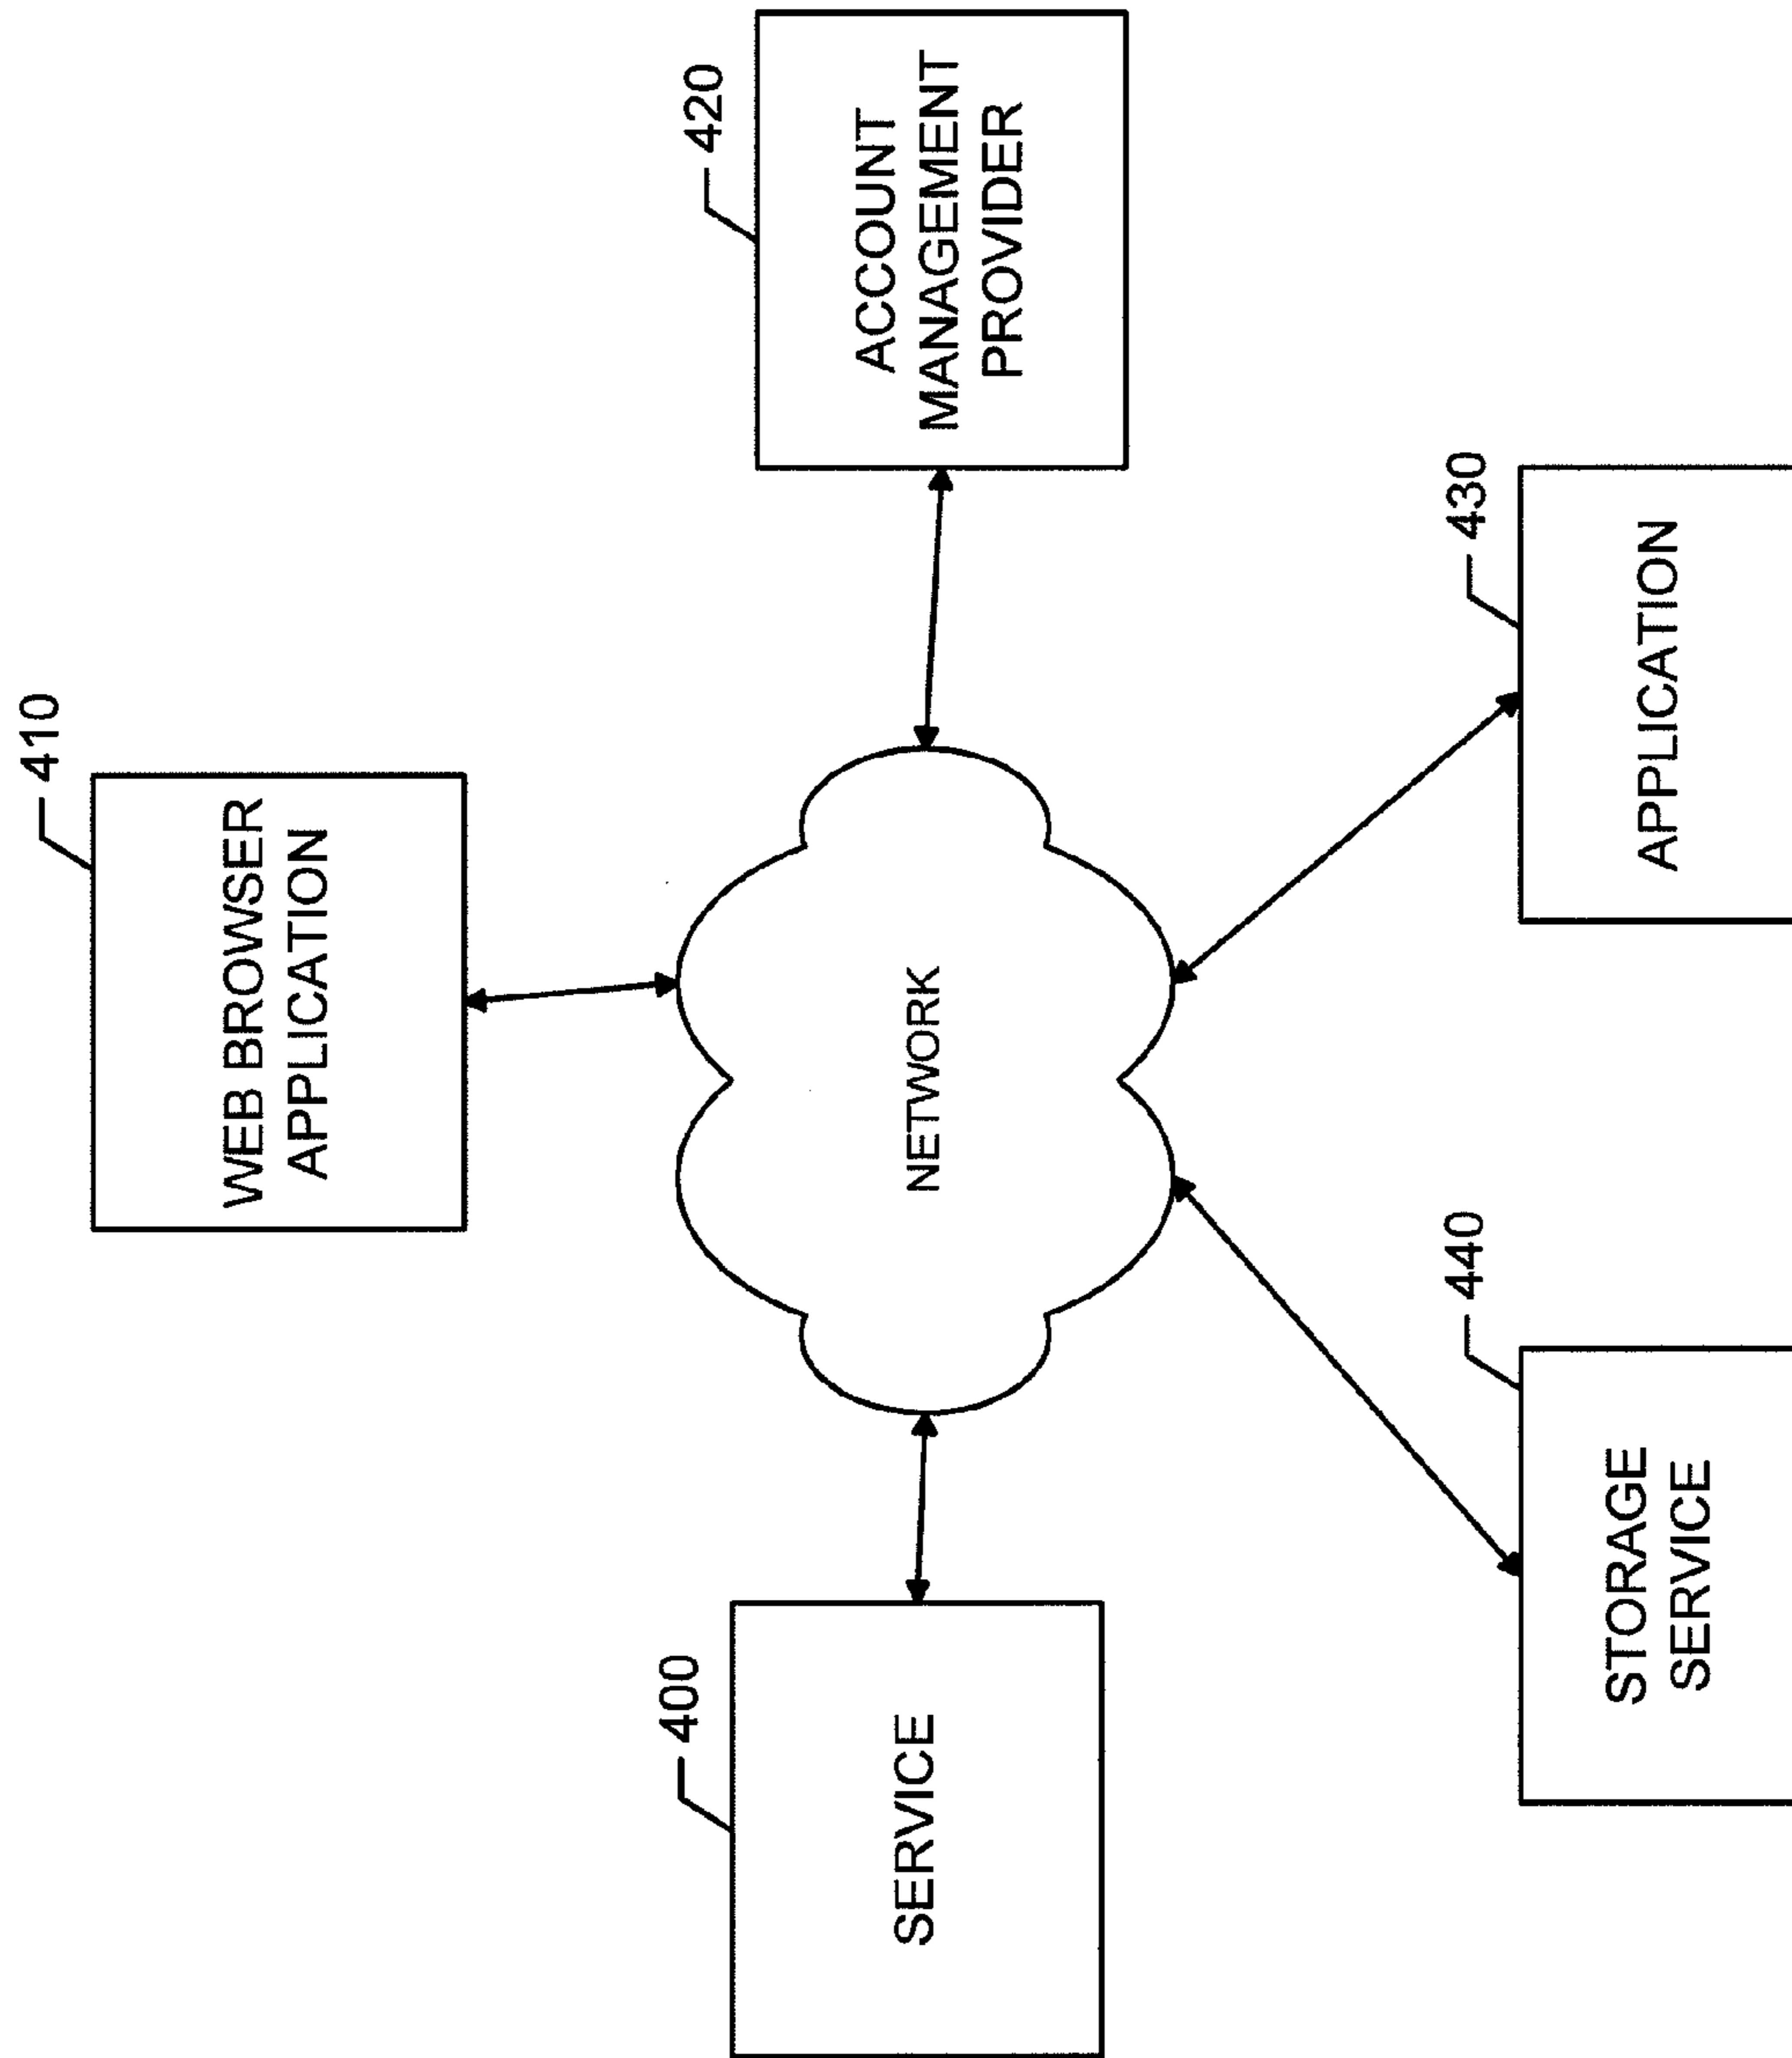 410
WEB BROWSER
APPLICATION
400
SERVICE
NETWORK
420
ACCOUNT
MANAGEMENT
PROVIDER
440
STORAGE
SERVICE
430
APPLICATION